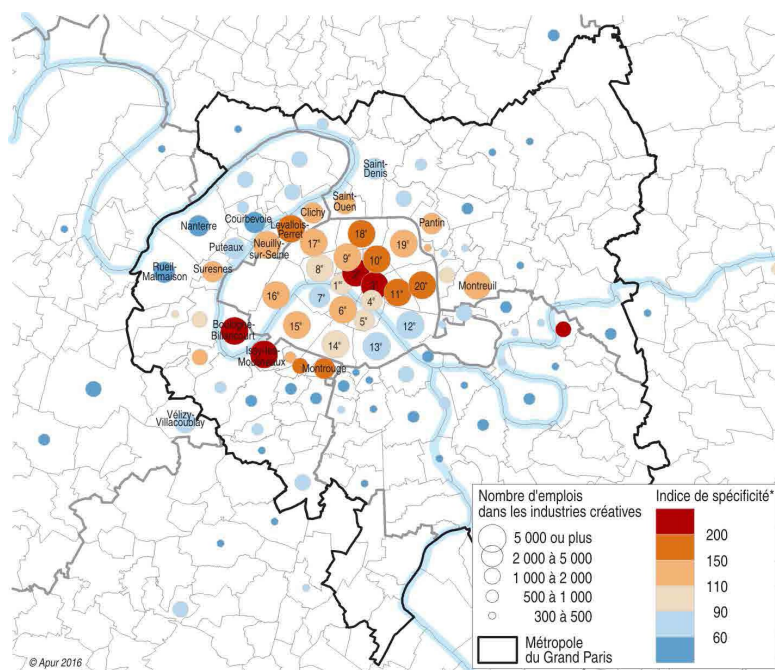 Saint-
Denis
Saint-
Ouen
Clichy
Courbevoie
Levallois-
Perret
Nanterre
Pantin
Puteaux
Neuilly-
sur-Seine
Rueil-
Malmaison
Suresnes
Montreuil
18e
17e
19e
9e
10e
8e
1er
16e
7e
4e
11e
20e
6e
5e
15e
12e
14e
13e
Boulogne-
Billancourt
Issy-les-
Moulineaux
Montrouge
Vélizy-
Villacoublay
Nombre d'emplois
dans les industries créatives
5 000 ou plus
2 000 à 5 000
1 000 à 2 000
500 à 1 000
300 à 500
Métropole
du Grand Paris
Indice de spécificité*
200
150
110
90
60
© Apur 2016